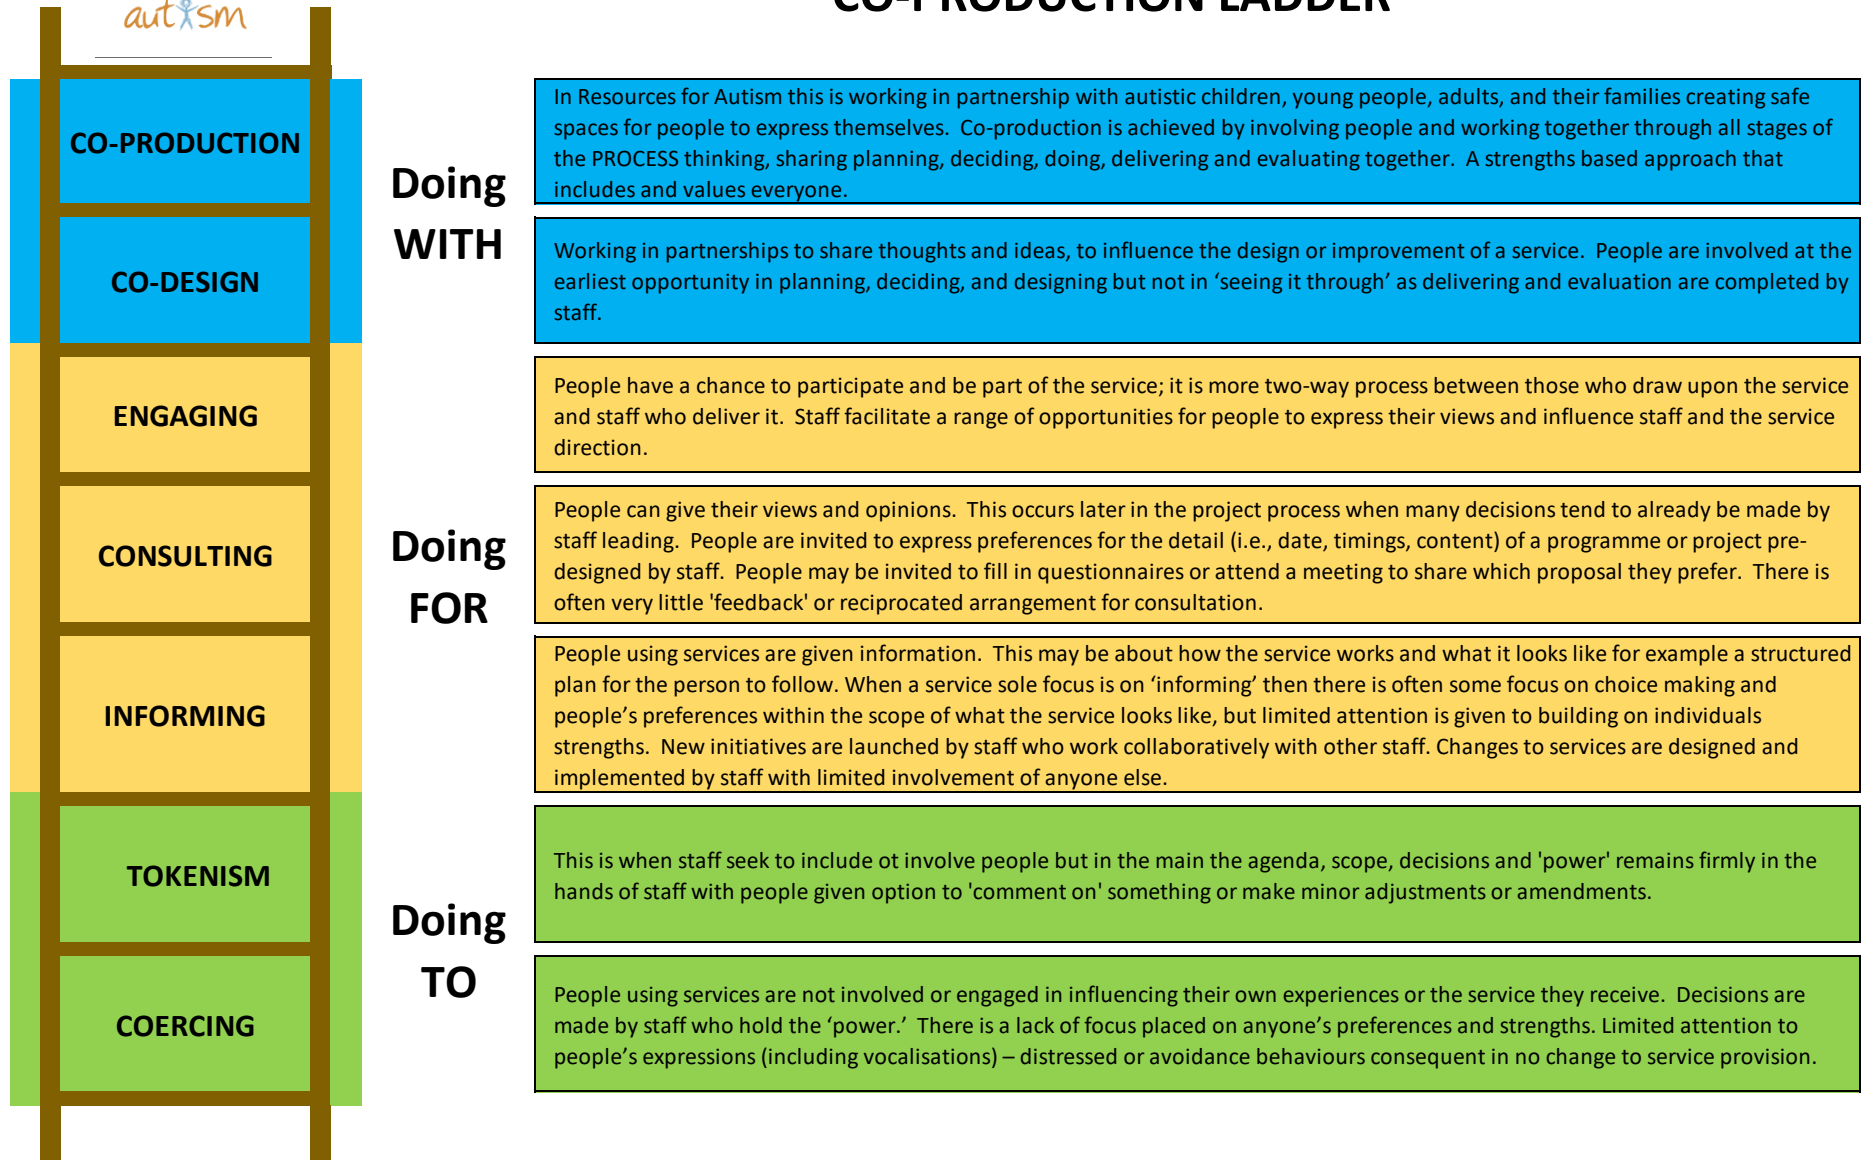 autism
CO-PRODUCTION LADDER
CO-PRODUCTION
In Resources for Autism this is working in partnership with autistic children, young people, adults, and their families creating safe
spaces for people to express themselves.  Co-production is achieved by involving people and working together through all stages of
the PROCESS thinking, sharing planning, deciding, doing, delivering and evaluating together.  A strengths based approach that
includes and values everyone.
Doing
WITH
CO-DESIGN
Working in partnerships to share thoughts and ideas, to influence the design or improvement of a service.  People are involved at the
earliest opportunity in planning, deciding, and designing but not in ‘seeing it through’ as delivering and evaluation are completed by
staff.
ENGAGING
People have a chance to participate and be part of the service; it is more two-way process between those who draw upon the service
and staff who deliver it.  Staff facilitate a range of opportunities for people to express their views and influence staff and the service
direction.
CONSULTING
Doing
FOR
People can give their views and opinions.  This occurs later in the project process when many decisions tend to already be made by
staff leading.  People are invited to express preferences for the detail (i.e., date, timings, content) of a programme or project pre-
designed by staff.  People may be invited to fill in questionnaires or attend a meeting to share which proposal they prefer.  There is
often very little 'feedback' or reciprocated arrangement for consultation.
INFORMING
People using services are given information.  This may be about how the service works and what it looks like for example a structured
plan for the person to follow. When a service sole focus is on ‘informing’ then there is often some focus on choice making and
people’s preferences within the scope of what the service looks like, but limited attention is given to building on individuals
strengths.  New initiatives are launched by staff who work collaboratively with other staff. Changes to services are designed and
implemented by staff with limited involvement of anyone else.
TOKENISM
This is when staff seek to include ot involve people but in the main the agenda, scope, decisions and 'power' remains firmly in the
hands of staff with people given option to 'comment on' something or make minor adjustments or amendments.
Doing
TO
COERCING
People using services are not involved or engaged in influencing their own experiences or the service they receive.  Decisions are
made by staff who hold the ‘power.’  There is a lack of focus placed on anyone’s preferences and strengths. Limited attention to
people’s expressions (including vocalisations) – distressed or avoidance behaviours consequent in no change to service provision.